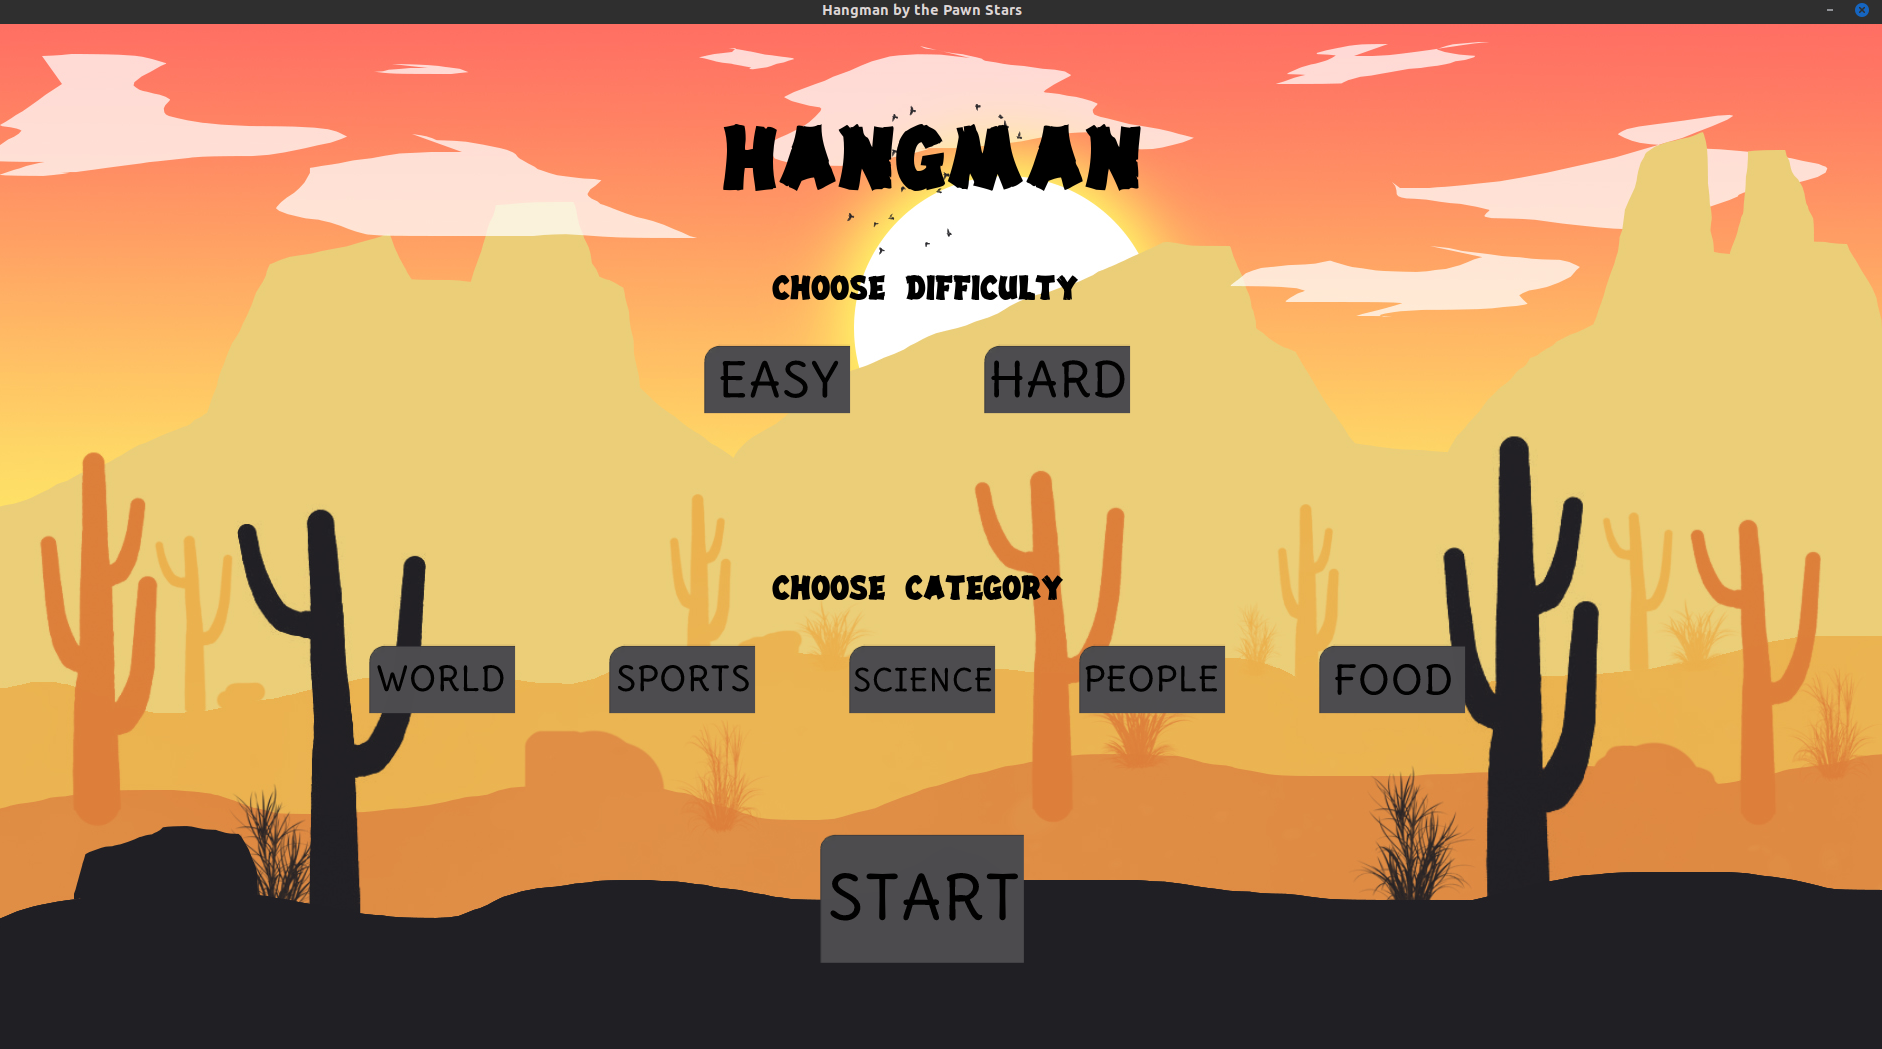 Hangman by the Pawn Stars
HANGMAN
CHOOSE DIFFICULTY
EASY HARD
CHOOSE CATEGORY
WORLD SPORTS SCIENCE PEOPLE FOOD
START